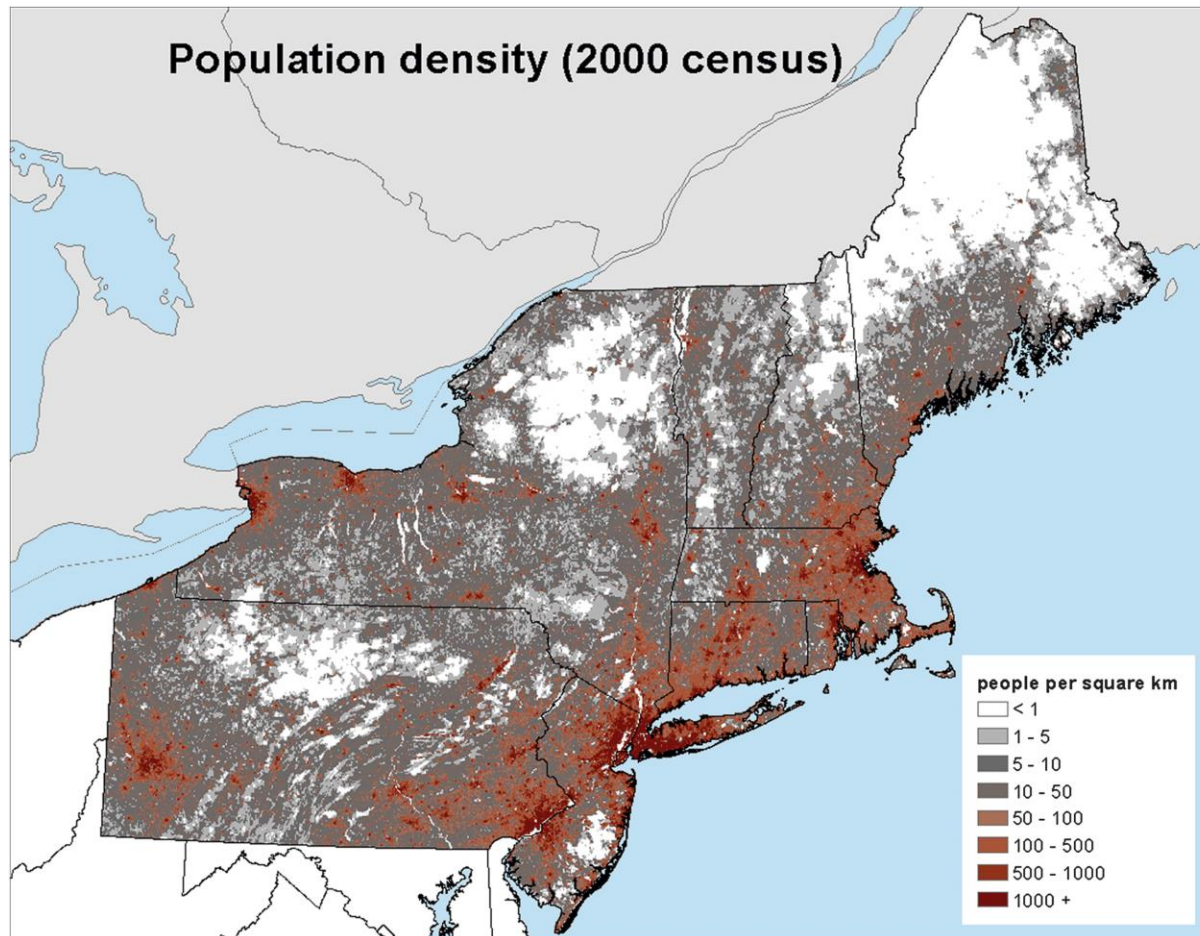 Population density (2000 census)
people per square km
< 1
1 - 5
5 - 10
10 - 50
50 - 100
100 - 500
500 - 1000
1000 +